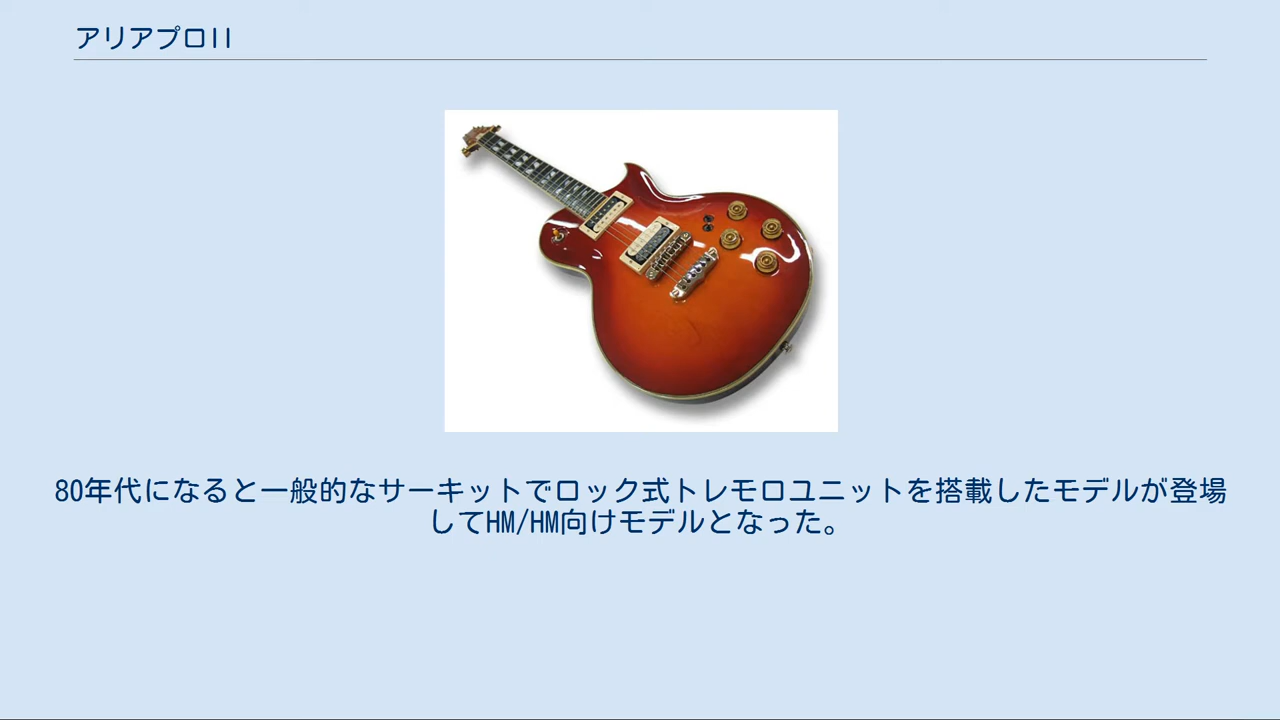 アリアプロII
80年代になると一般的なサーキットでロック式トレモロユニットを搭載したモデルが登場
してHM/HM向けモデルとなった。